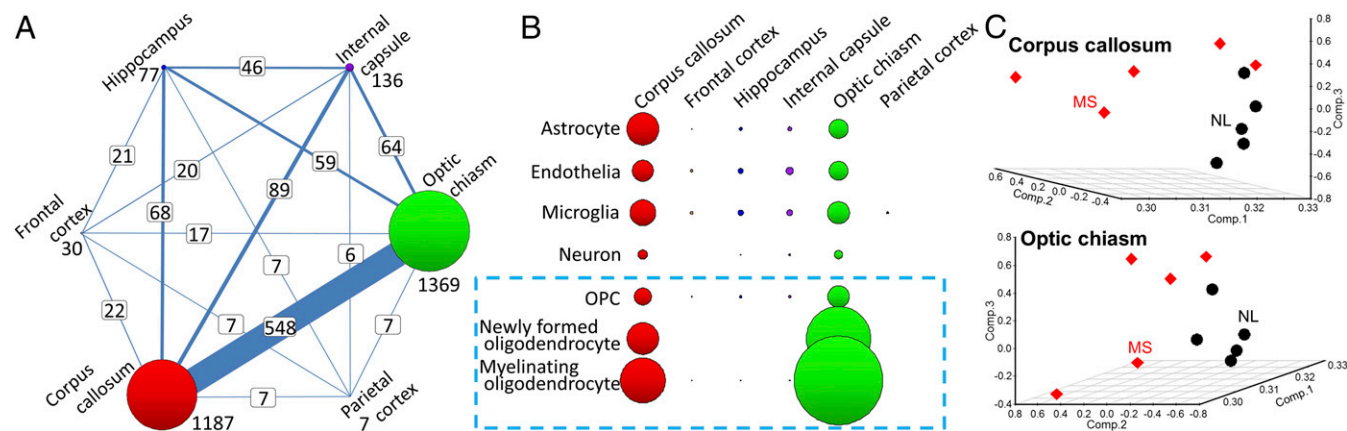 A
Hippocampus
77
46
Internal
capsule
136
21
20
59
64
68
89
Optic
chiasm
1369
Frontal
cortex
30
17
7
6
22
7
548
7
Corpus
callosum
1187
7
Parietal
cortex
7
B
Corpus callosum
Frontal cortex
Hippocampus
Internal capsule
Optic chiasm
Parietal cortex
Astrocyte
Endothelia
Microglia
Neuron
OPC
Newly formed
oligodendrocyte
Myelinating
oligodendrocyte
C
Corpus callosum
MS
NL
0.8
0.6
0.4
0.2
0.0
-0.2
-0.4
-0.6
-0.8
Comp.3
0.6
0.4
0.2
0.0
-0.2
-0.4
Comp.2
0.30
0.31
0.32
0.33
Comp.1
Optic chiasm
MS
NL
0.8
0.6
0.4
0.2
0.0
-0.2
-0.4
Comp.3
0.8
0.6
0.4
0.2
0.0
-0.2
-0.4
-0.6
-0.8
Comp.2
0.30
0.31
0.32
0.33
Comp.1